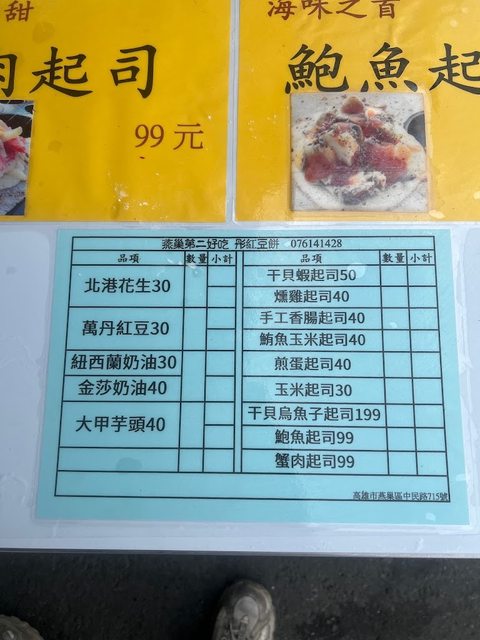 甜
海味之首
肉起司
鮑魚起
99元
燕巢第二好吃 彤紅豆餅 076141428
品項 數量 小計 品項 數量 小計
北港花生30
萬丹紅豆30
紐西蘭奶油30
金莎奶油40
大甲芋頭40
干貝蝦起司50
燻雞起司40
手工香腸起司40
鮪魚玉米起司40
煎蛋起司40
玉米起司30
干貝烏魚子起司199
鮑魚起司99
蟹肉起司99
高雄市燕巢區中民路715號